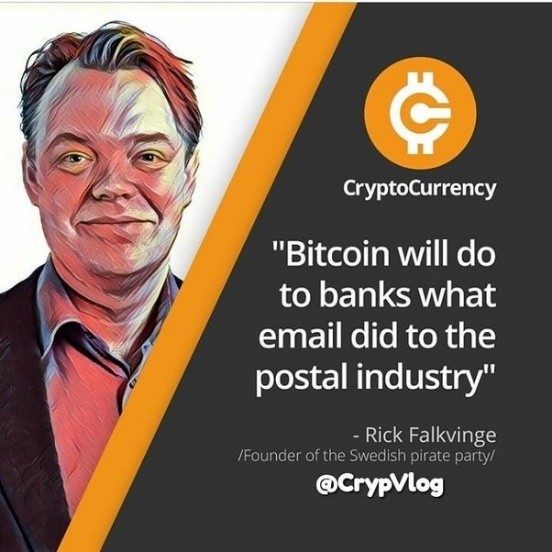 CryptoCurrency
"Bitcoin will do
to banks what
email did to the
postal industry"
- Rick Falkvinge
/Founder of the Swedish pirate party/
@CrypVlog